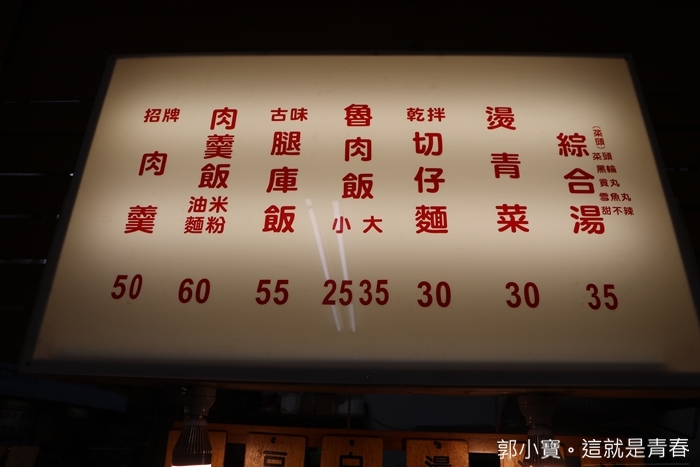 招牌
肉羹
50
肉羹飯
油麵 米粉
60
古味
腿庫飯
55
魯肉飯
小 大
25 35
乾拌
切仔麵
30
燙青菜
30
綜合湯
(菜頭)
菜頭
黑輪
貢丸
雪魚丸
甜不辣
35
郭小寶。這就是青春